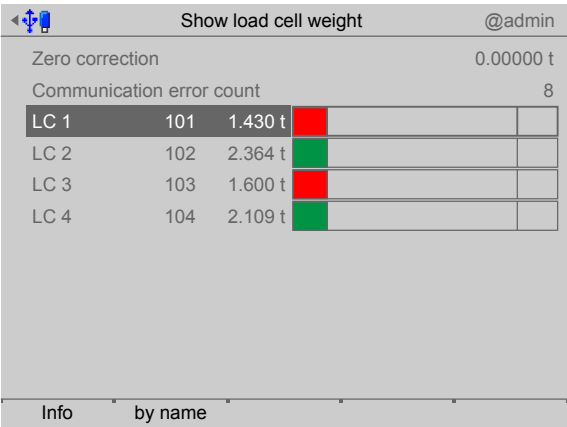 Show load cell weight @admin
Zero correction 0.00000 t
Communication error count 8
LC 1 101 1.430 t
LC 2 102 2.364 t
LC 3 103 1.600 t
LC 4 104 2.109 t
Info by name